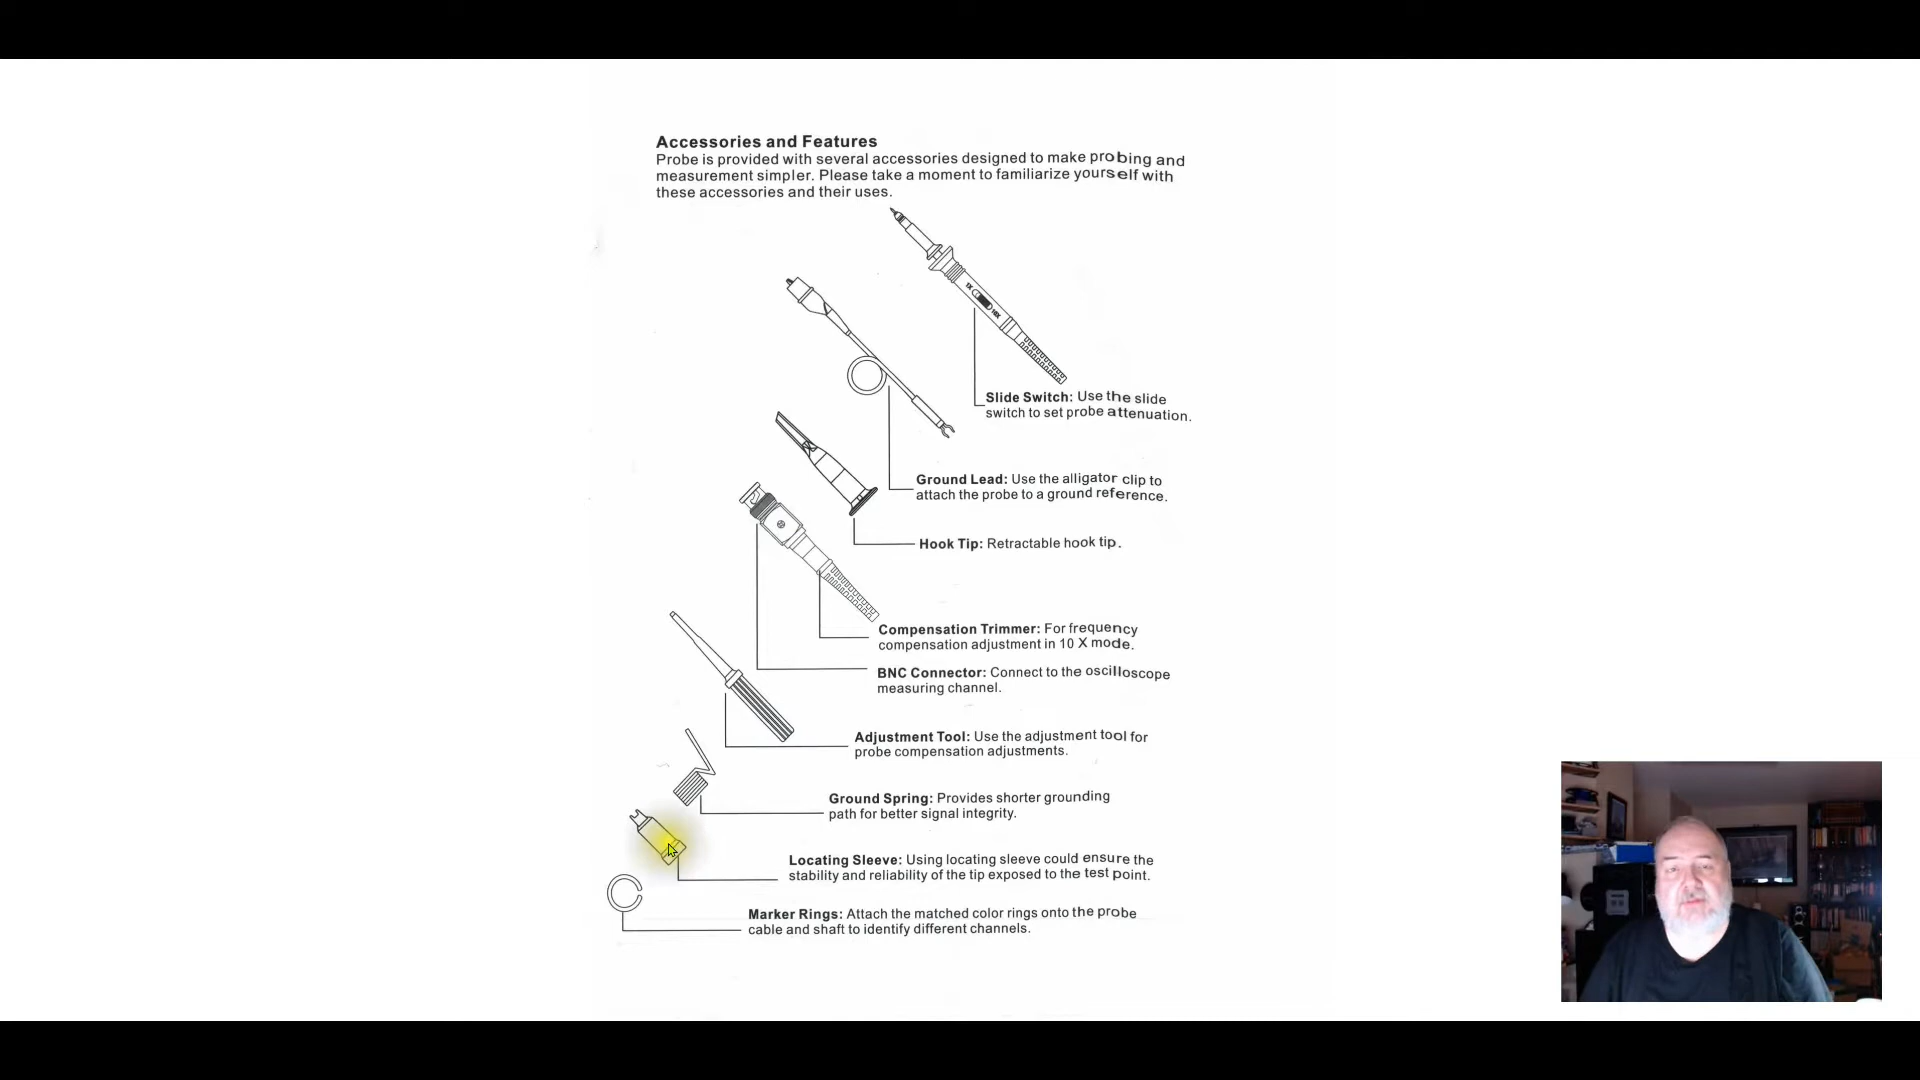 Accessories and Features
Probe is provided with several accessories designed to make probing and
measurement simpler. Please take a moment to familiarize yourself with
these accessories and their uses.
1X
10X
Slide Switch: Use the slide
switch to set probe attenuation.
Ground Lead: Use the alligator clip to
attach the probe to a ground reference.
Hook Tip: Retractable hook tip.
Compensation Trimmer: For frequency
compensation adjustment in 10 X mode.
BNC Connector: Connect to the oscilloscope
measuring channel.
Adjustment Tool: Use the adjustment tool for
probe compensation adjustments.
Ground Spring: Provides shorter grounding
path for better signal integrity.
Locating Sleeve: Using locating sleeve could ensure the
stability and reliability of the tip exposed to the test point.
Marker Rings: Attach the matched color rings onto the probe
cable and shaft to identify different channels.